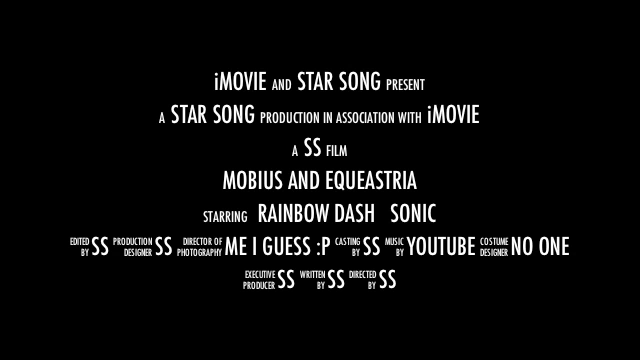 iMOVIE AND STAR SONG PRESENT
A STAR SONG PRODUCTION IN ASSOCIATION WITH iMOVIE
A SS FILM
MOBIUS AND EQUEASTRIA
STARRING RAINBOW DASH SONIC
EDITED BY SS PRODUCTION DESIGNER SS DIRECTOR OF PHOTOGRAPHY ME I GUESS :P CASTING BY SS MUSIC BY YOUTUBE COSTUME DESIGNER NO ONE
EXECUTIVE PRODUCER SS WRITTEN BY SS DIRECTED BY SS